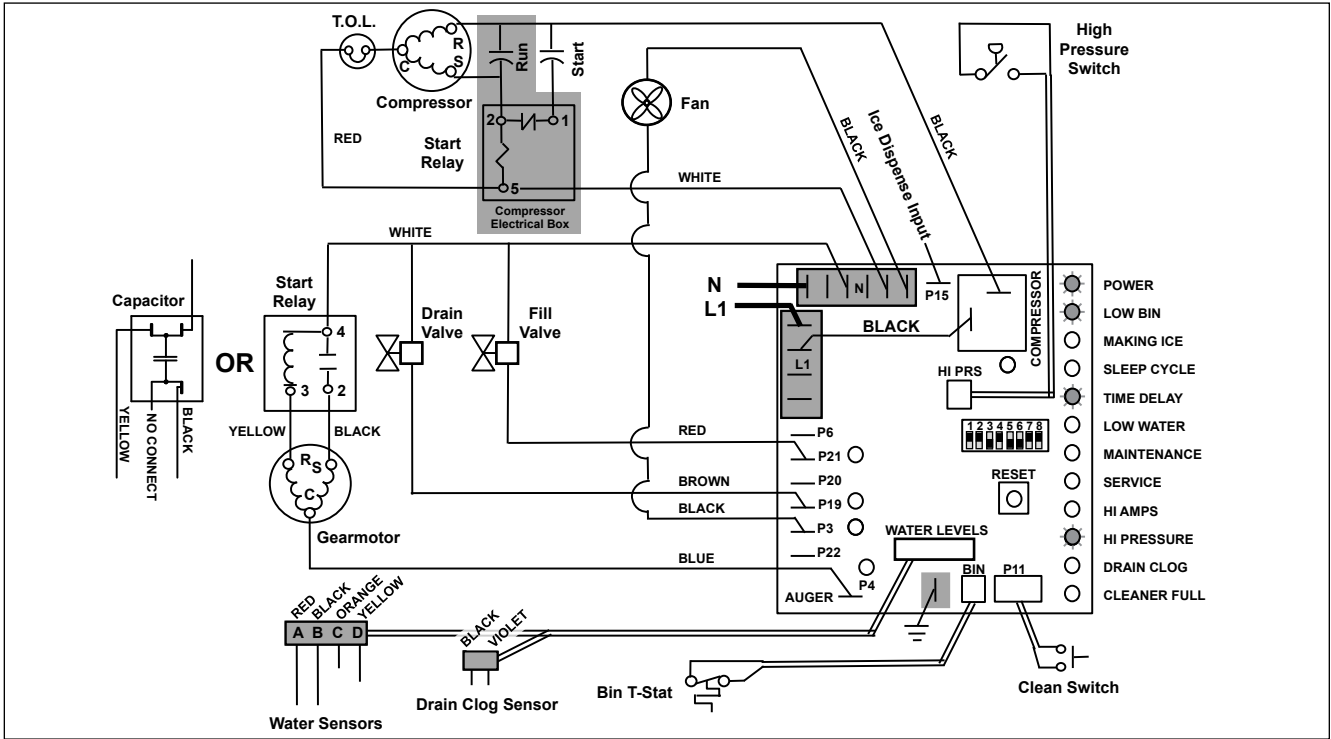 T.O.L.
R
S
C
Compressor
Run
Start
2
1
5
Start
Relay
Compressor
Electrical Box
RED
WHITE
Fan
BLACK
Ice Dispense Input
BLACK
High
Pressure
Switch
WHITE
Capacitor
YELLOW
NO CONNECT
BLACK
OR
Start
Relay
4
3
2
YELLOW
BLACK
R
S
C
Gearmotor
Drain
Valve
Fill
Valve
N
L1
N
P15
L1
BLACK
COMPRESSOR
HI PRS
1 2 3 4 5 6 7 8
RESET
RED
BROWN
BLACK
BLUE
P6
P21
P20
P19
P3
P22
P4
AUGER
WATER LEVELS
BIN
P11
POWER
LOW BIN
MAKING ICE
SLEEP CYCLE
TIME DELAY
LOW WATER
MAINTENANCE
SERVICE
HI AMPS
HI PRESSURE
DRAIN CLOG
CLEANER FULL
RED
BLACK
ORANGE
YELLOW
A B C D
Water Sensors
BLACK
VIOLET
Drain Clog Sensor
Bin T-Stat
Clean Switch